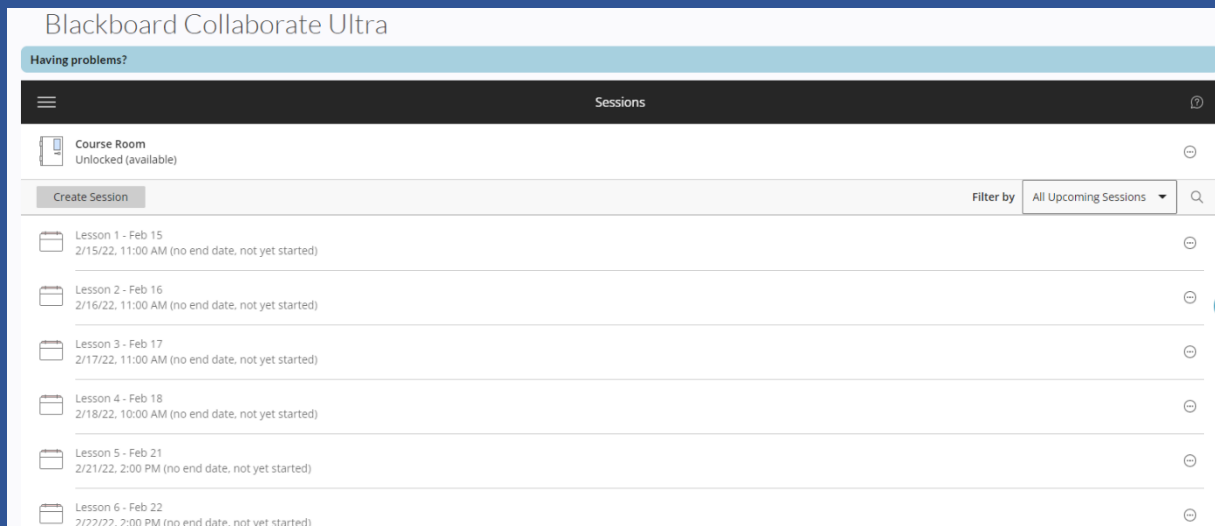 Blackboard Collaborate Ultra
Having problems?
Sessions
Course Room
Unlocked (available)
Create Session
Filter by All Upcoming Sessions
Lesson 1 - Feb 15
2/15/22, 11:00 AM (no end date, not yet started)
Lesson 2 - Feb 16
2/16/22, 11:00 AM (no end date, not yet started)
Lesson 3 - Feb 17
2/17/22, 11:00 AM (no end date, not yet started)
Lesson 4 - Feb 18
2/18/22, 10:00 AM (no end date, not yet started)
Lesson 5 - Feb 21
2/21/22, 2:00 PM (no end date, not yet started)
Lesson 6 - Feb 22
2/22/22, 2:00 PM (no end date, not yet started)